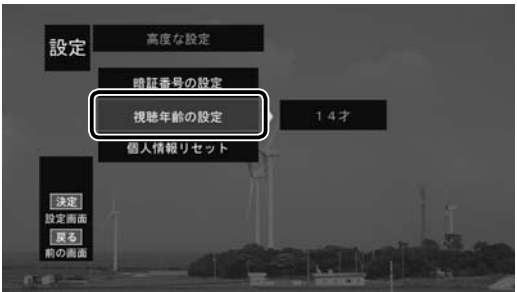 設定
高度な設定
暗証番号の設定
視聴年齢の設定
14才
個人情報リセット
決定
設定画面
戻る
前の画面